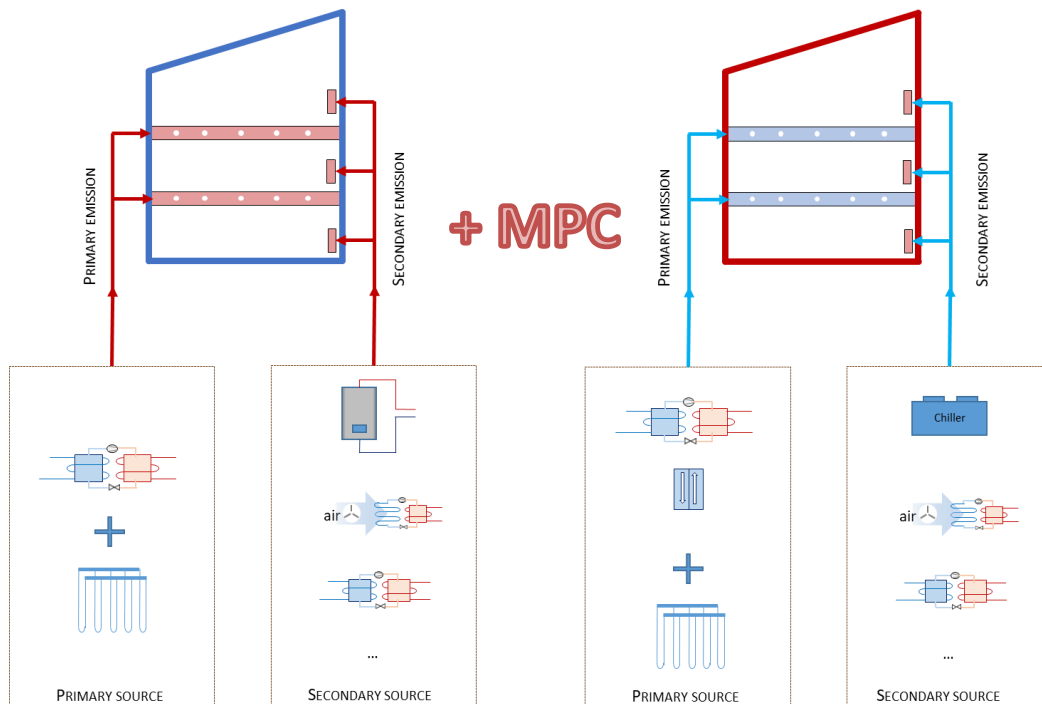 PRIMARY EMISSION
SECONDARY EMISSION
+ MPC
PRIMARY EMISSION
SECONDARY EMISSION
air
...
PRIMARY SOURCE
SECONDARY SOURCE
Chiller
air
...
PRIMARY SOURCE
SECONDARY SOURCE